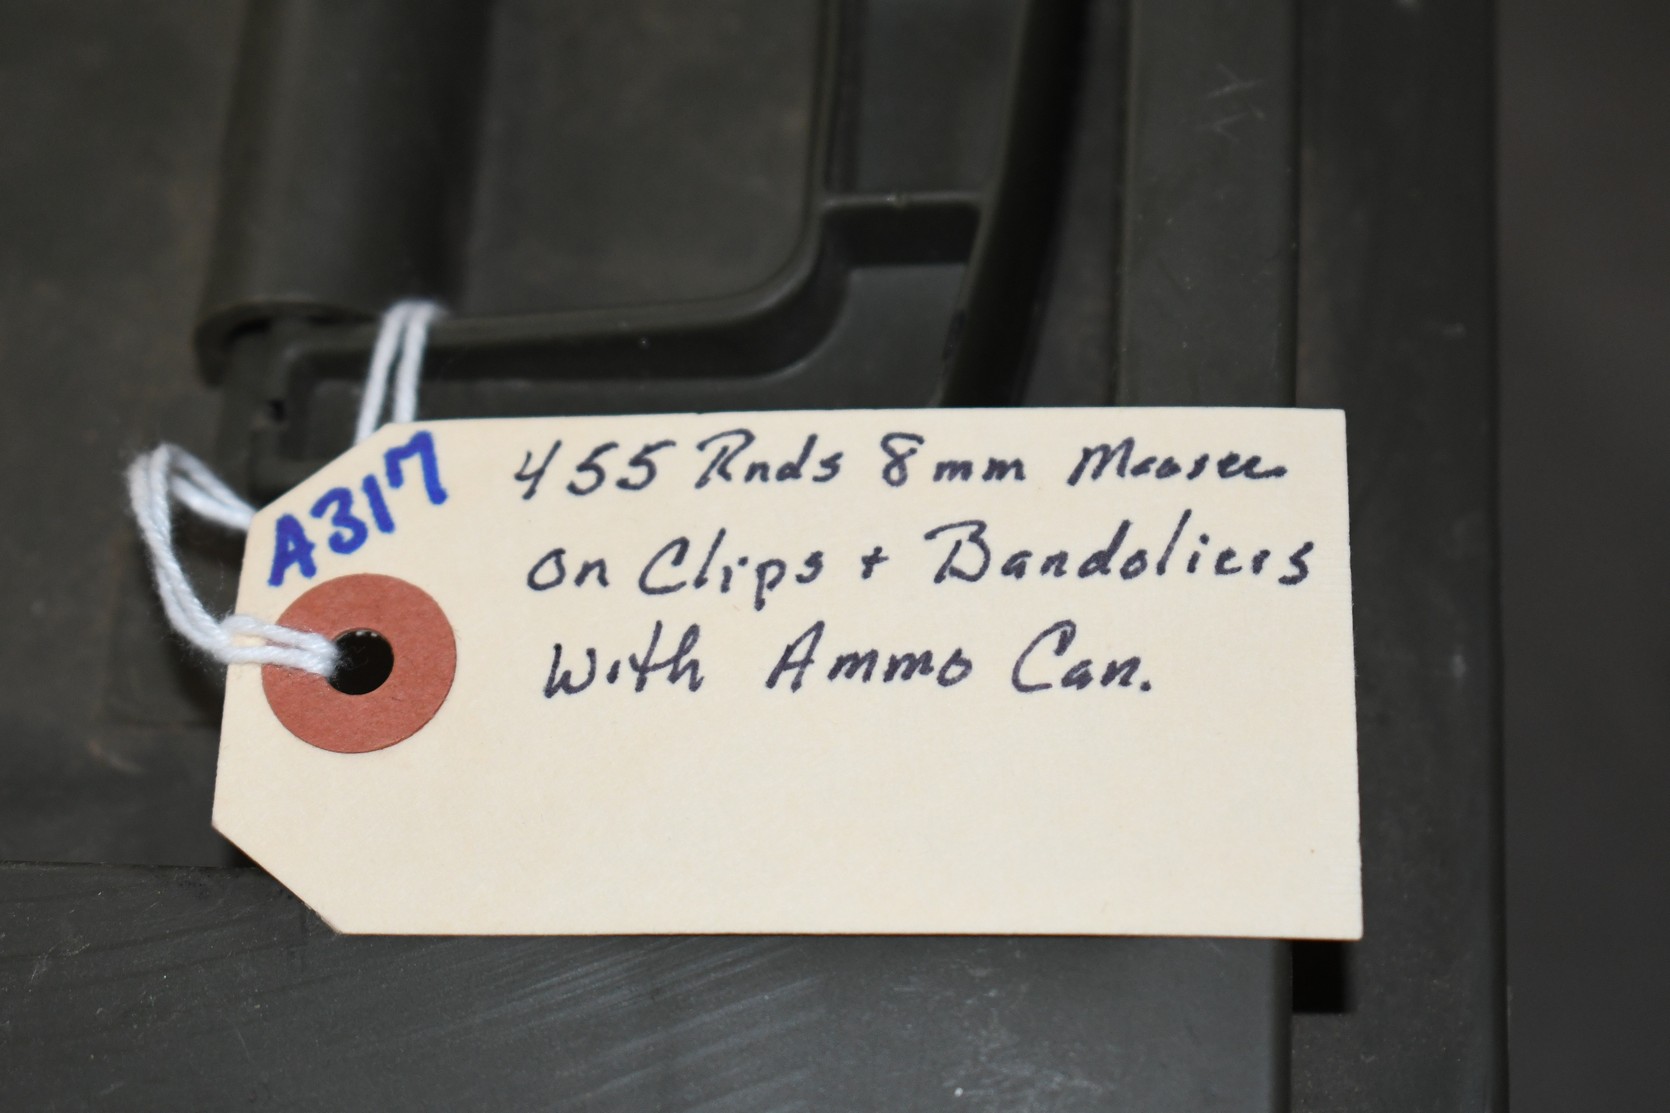 A317
455 Rnds 8mm Mauser
on Clips + Bandoliers
With Ammo Can.